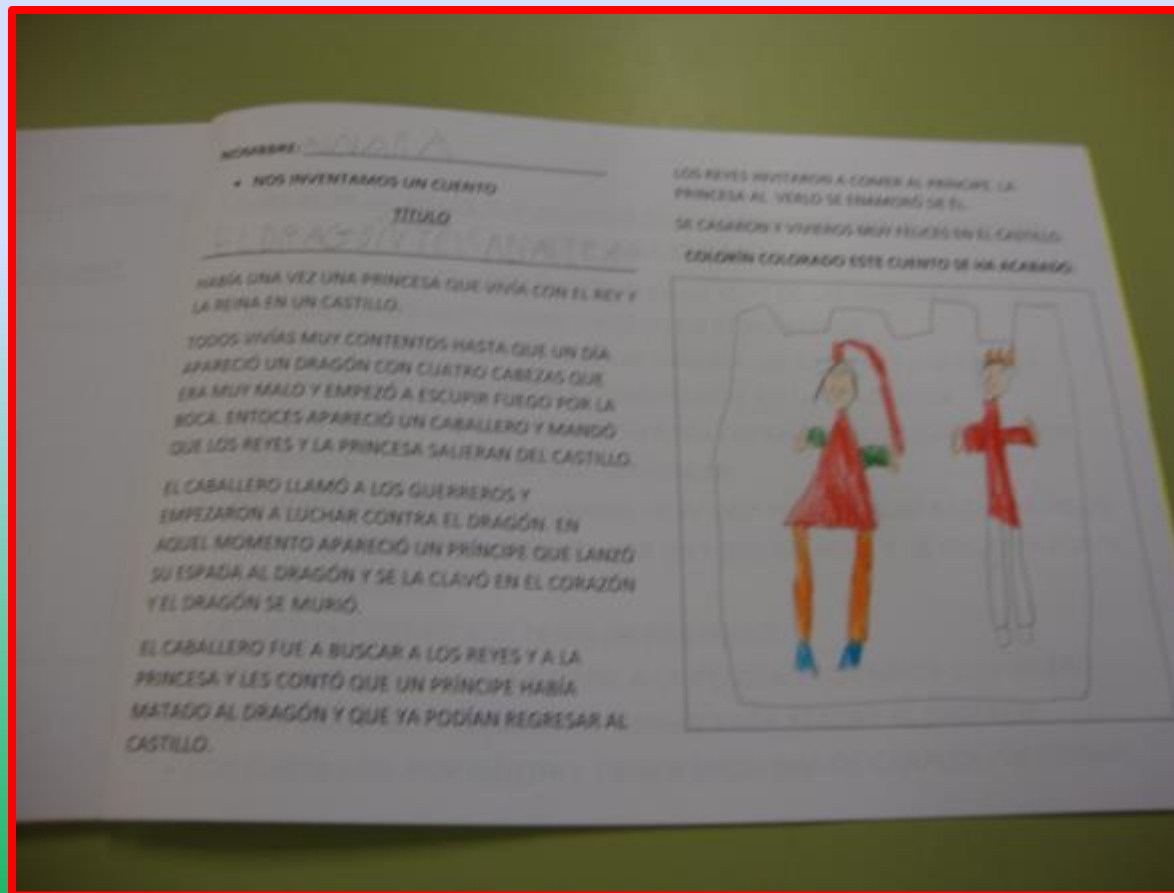 NOMBRE: AINARA
• NOS INVENTAMOS UN CUENTO
TÍTULO
EL DRAGÓN Y EL
HABÍA UNA VEZ UNA PRINCESA QUE VIVÍA CON EL REY Y
LA REINA EN UN CASTILLO.
TODOS VIVÍAS MUY CONTENTOS HASTA QUE UN DÍA
APARECIÓ UN DRAGÓN CON CUATRO CABEZAS QUE
ERA MUY MALO Y EMPEZÓ A ESCUPIR FUEGO POR LA
BOCA. ENTOCES APARECIÓ UN CABALLERO Y MANDÓ
QUE LOS REYES Y LA PRINCESA SALIERAN DEL CASTILLO.
EL CABALLERO LLAMÓ A LOS GUERREROS Y
EMPEZARON A LUCHAR CONTRA EL DRAGÓN. EN
AQUEL MOMENTO APARECIÓ UN PRÍNCIPE QUE LANZÓ
SU ESPADA AL DRAGÓN Y SE LA CLAVÓ EN EL CORAZÓN
Y EL DRAGÓN SE MURIÓ.
EL CABALLERO FUE A BUSCAR A LOS REYES Y A LA
PRINCESA Y LES CONTÓ QUE UN PRÍNCIPE HABÍA
MATADO AL DRAGÓN Y QUE YA PODÍAN REGRESAR AL
CASTILLO.
LOS REYES INVITARON A COMER AL PRÍNCIPE. LA
PRINCESA AL VERLO SE ENAMORÓ SE ÉL.
SE CASARON Y VIVIEROS MUY FELICES EN EL CASTILLO.
COLORÍN COLORADO ESTE CUENTO SE HA ACABADO.